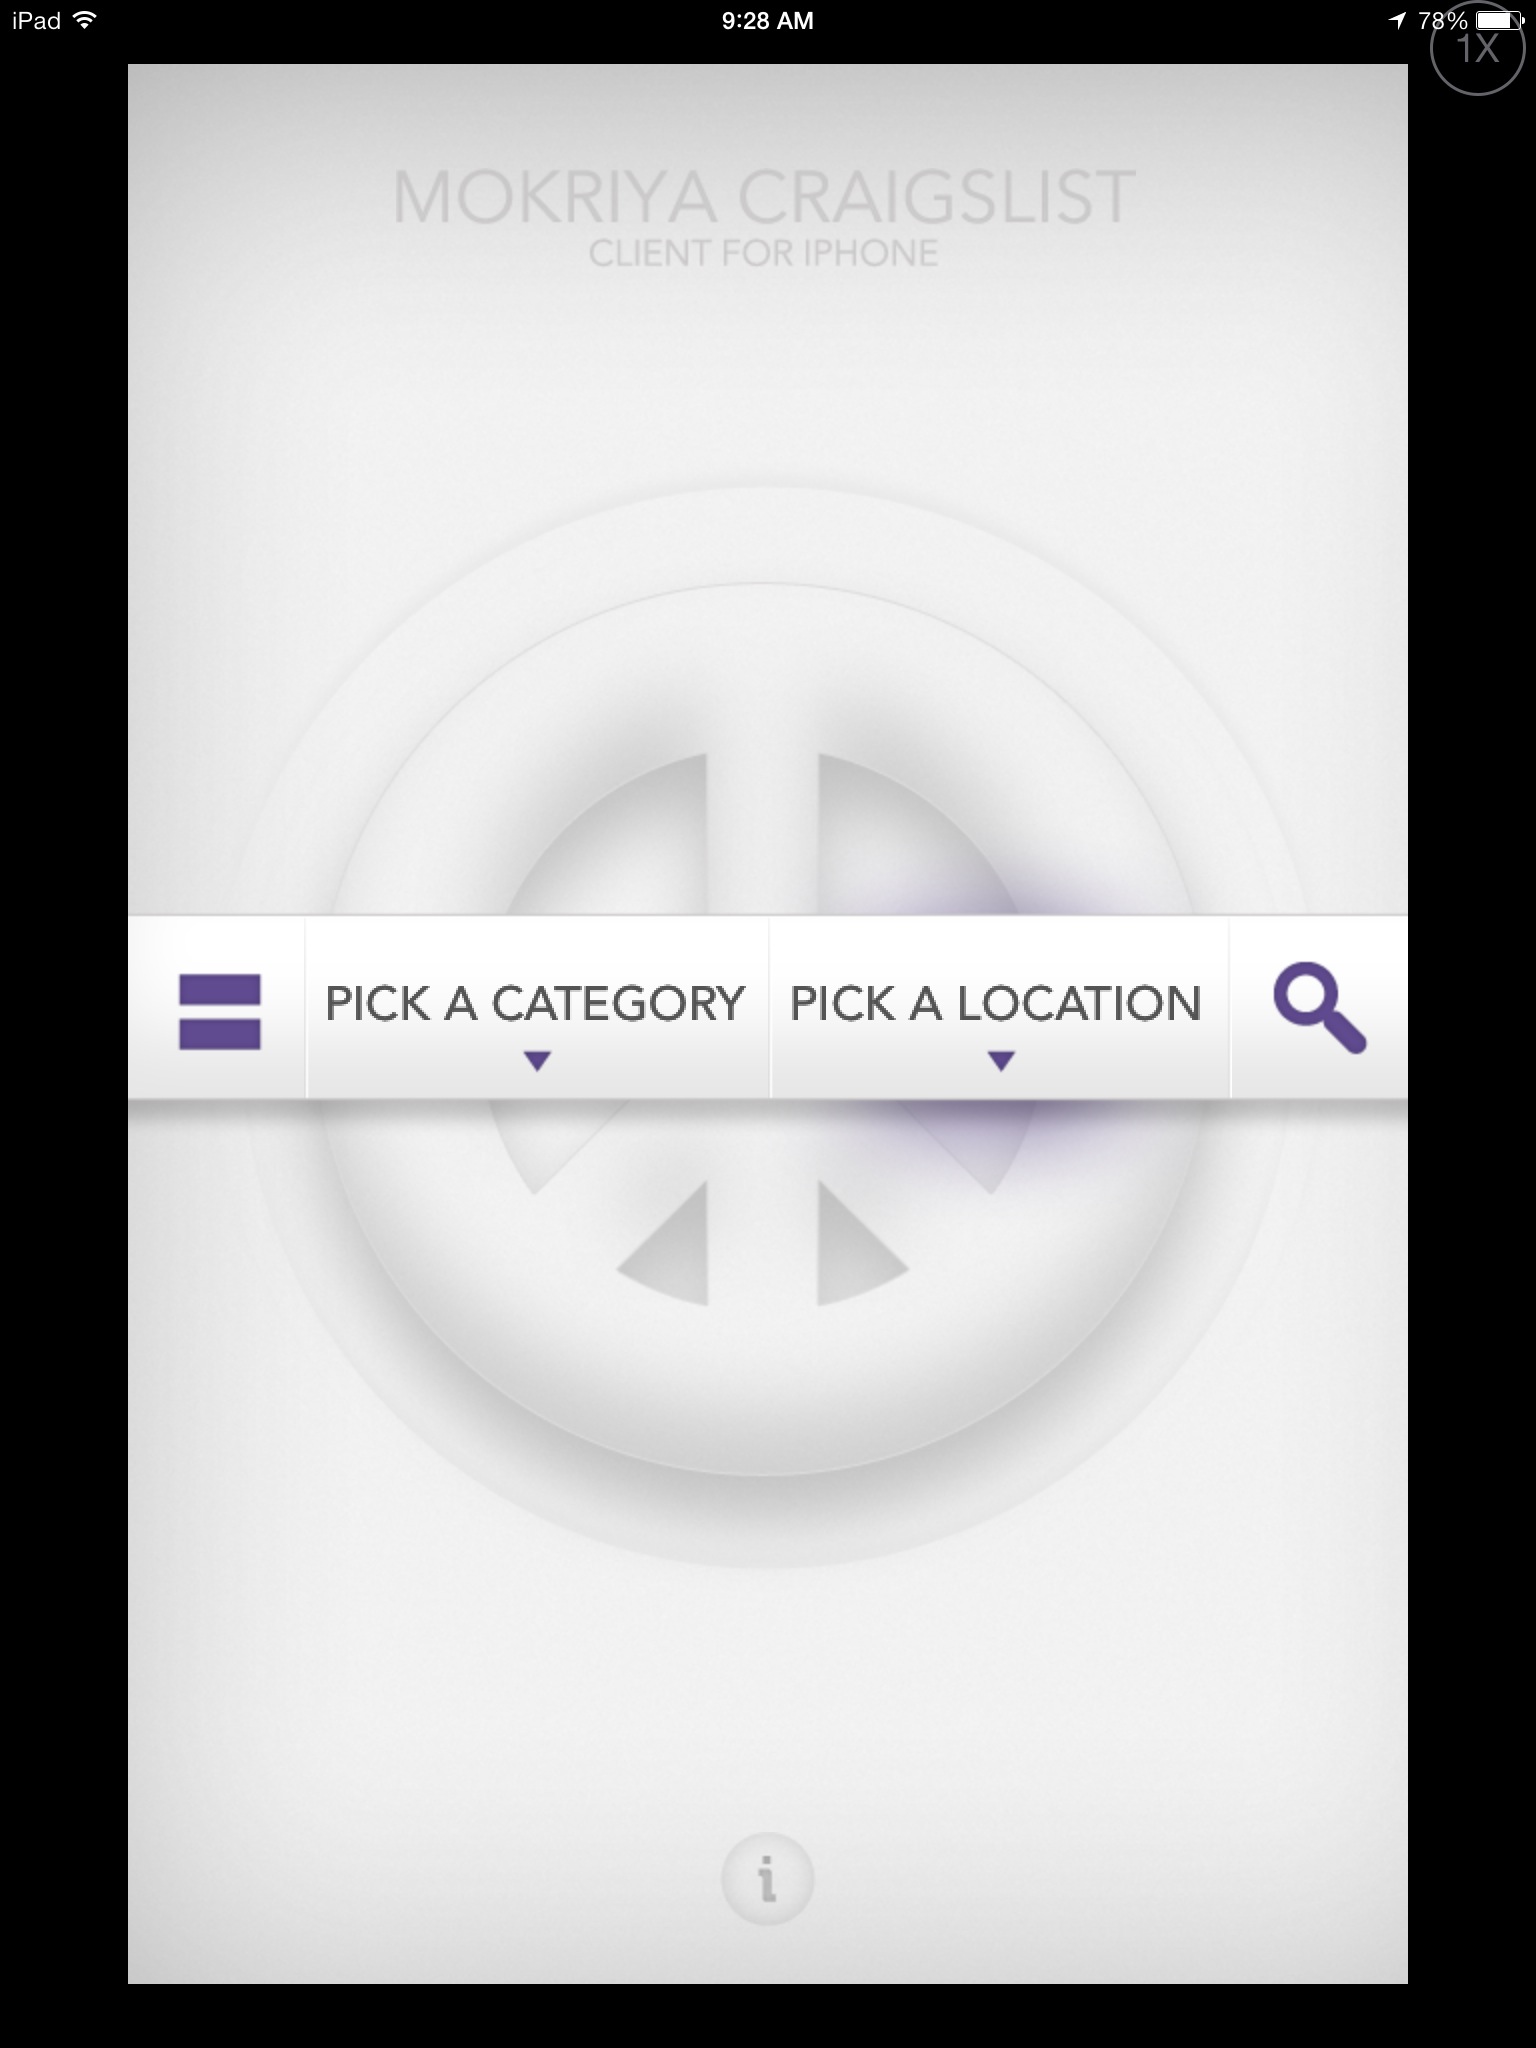 iPad 9:28 AM 78%
1X
MOKRIYA CRAIGSLIST
CLIENT FOR IPHONE
PICK A CATEGORY PICK A LOCATION
i